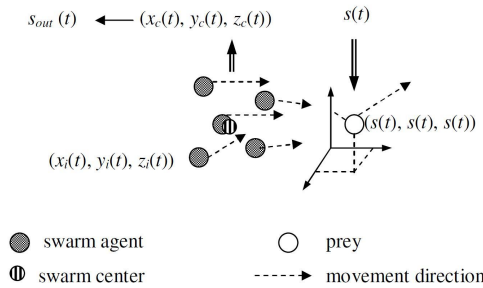 s_out (t) (x_c(t), y_c(t), z_c(t)) s(t)
(s(t), s(t), s(t))
(x_i(t), y_i(t), z_i(t))
swarm agent prey
swarm center movement direction